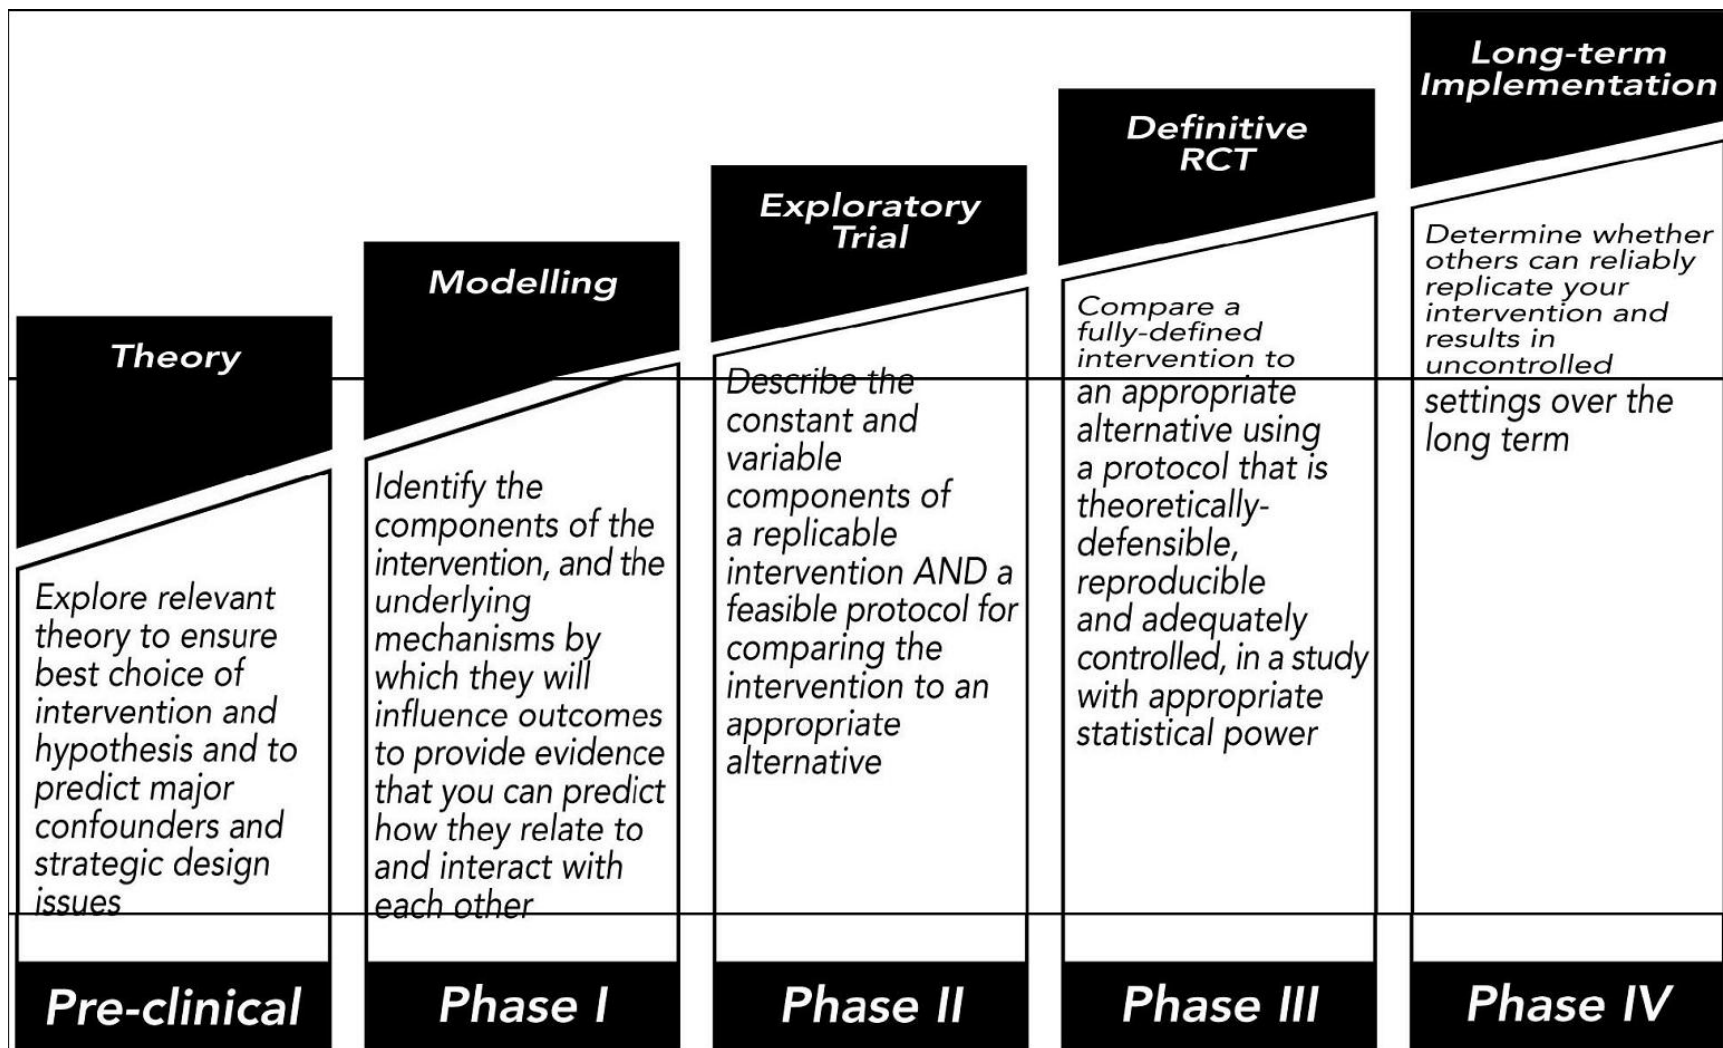 Theory
Explore relevant
theory to ensure
best choice of
intervention and
hypothesis and to
predict major
confounders and
strategic design
issues
Pre-clinical
Modelling
Identify the
components of the
intervention, and the
underlying
mechanisms by
which they will
influence outcomes
to provide evidence
that you can predict
how they relate to
and interact with
each other
Phase I
Exploratory
Trial
Describe the
constant and
variable
components of
a replicable
intervention AND a
feasible protocol for
comparing the
intervention to an
appropriate
alternative
Phase II
Definitive
RCT
Compare a
fully-defined
intervention to
an appropriate
alternative using
a protocol that is
theoretically-
defensible,
reproducible
and adequately
controlled, in a study
with appropriate
statistical power
Phase III
Long-term
Implementation
Determine whether
others can reliably
replicate your
intervention and
results in
uncontrolled
settings over the
long term
Phase IV